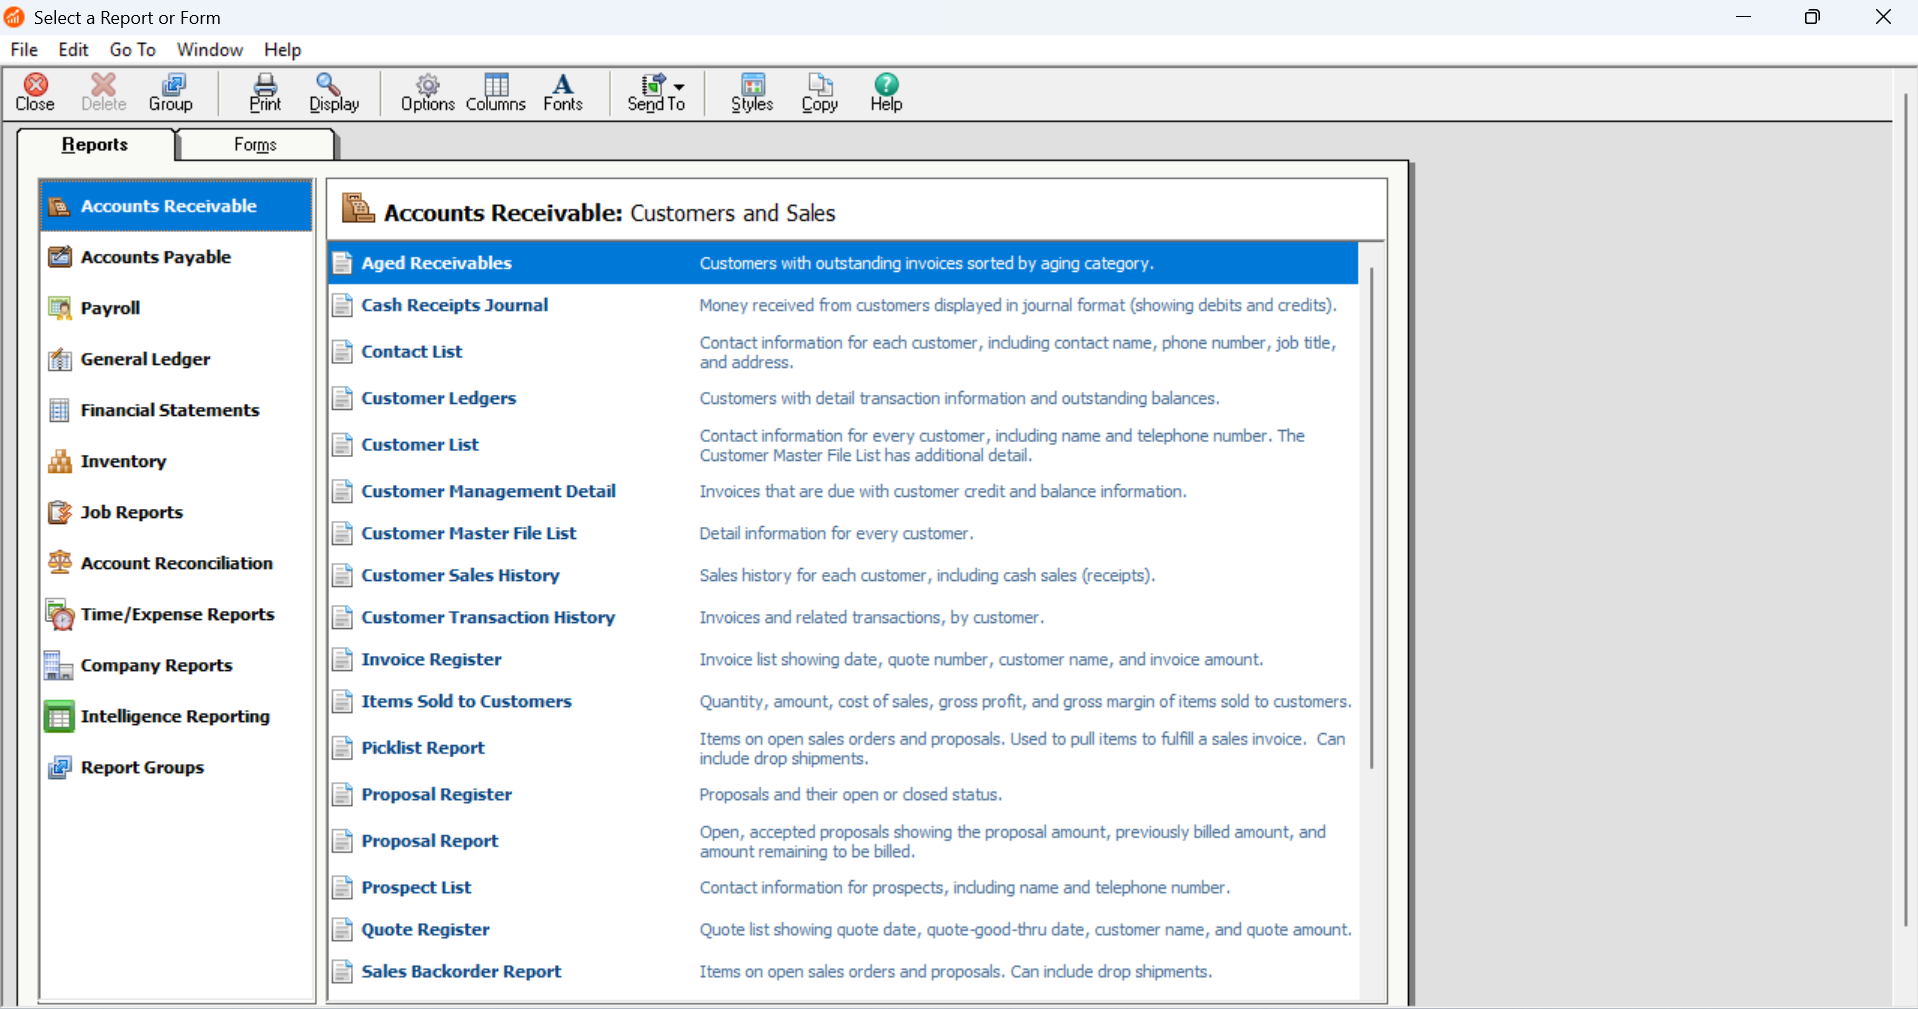 Select a Report or Form
File Edit Go To Window Help
Close Delete Group Print Display Options Columns Fonts Send To Styles Copy Help
Reports Forms
Accounts Receivable
Accounts Payable
Payroll
General Ledger
Financial Statements
Inventory
Job Reports
Account Reconciliation
Time/Expense Reports
Company Reports
Intelligence Reporting
Report Groups
Accounts Receivable: Customers and Sales
Aged Receivables Customers with outstanding invoices sorted by aging category.
Cash Receipts Journal Money received from customers displayed in journal format (showing debits and credits).
Contact List Contact information for each customer, including contact name, phone number, job title,
and address.
Customer Ledgers Customers with detail transaction information and outstanding balances.
Customer List Contact information for every customer, including name and telephone number. The
Customer Master File List has additional detail.
Customer Management Detail Invoices that are due with customer credit and balance information.
Customer Master File List Detail information for every customer.
Customer Sales History Sales history for each customer, including cash sales (receipts).
Customer Transaction History Invoices and related transactions, by customer.
Invoice Register Invoice list showing date, quote number, customer name, and invoice amount.
Items Sold to Customers Quantity, amount, cost of sales, gross profit, and gross margin of items sold to customers.
Picklist Report Items on open sales orders and proposals. Used to pull items to fulfill a sales invoice. Can
include drop shipments.
Proposal Register Proposals and their open or closed status.
Proposal Report Open, accepted proposals showing the proposal amount, previously billed amount, and
amount remaining to be billed.
Prospect List Contact information for prospects, including name and telephone number.
Quote Register Quote list showing quote date, quote-good-thru date, customer name, and quote amount.
Sales Backorder Report Items on open sales orders and proposals. Can include drop shipments.